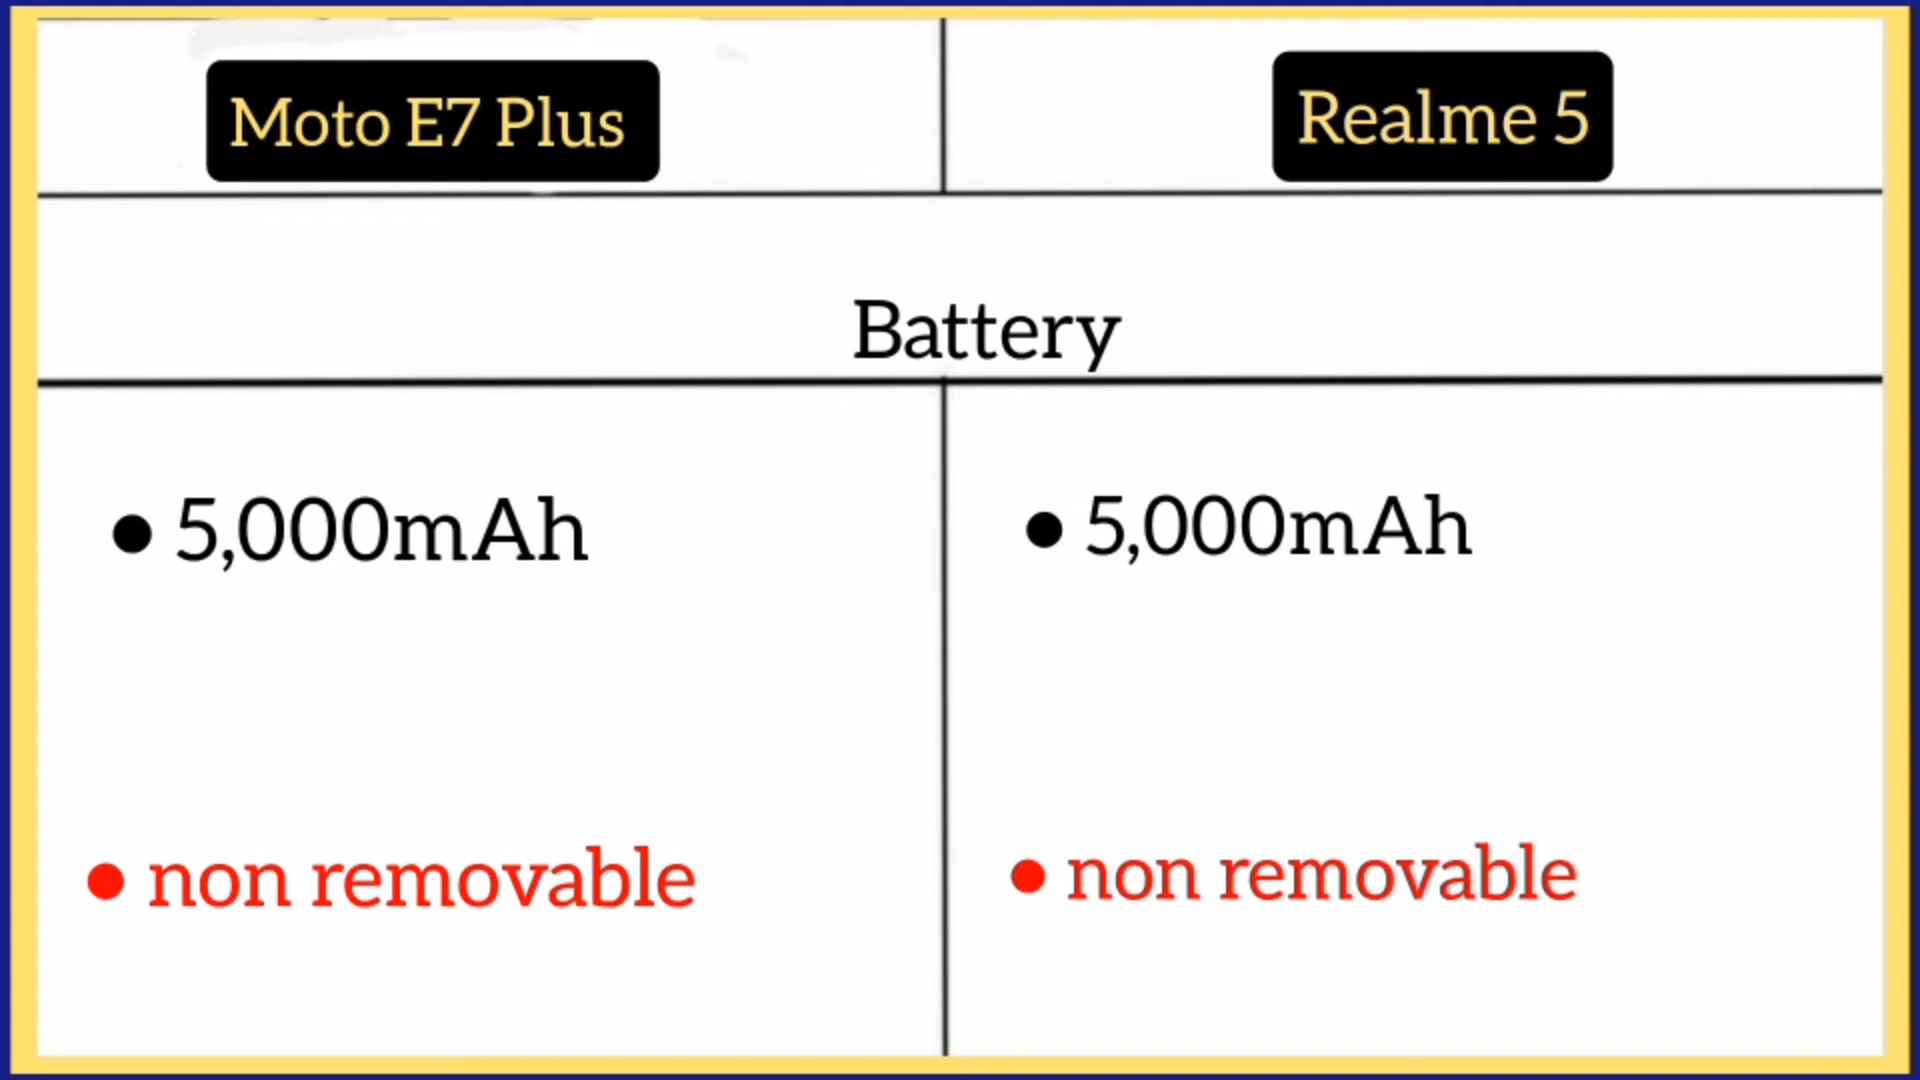 Moto E7 Plus
Realme 5
Battery
● 5,000mAh
● 5,000mAh
● non removable
● non removable